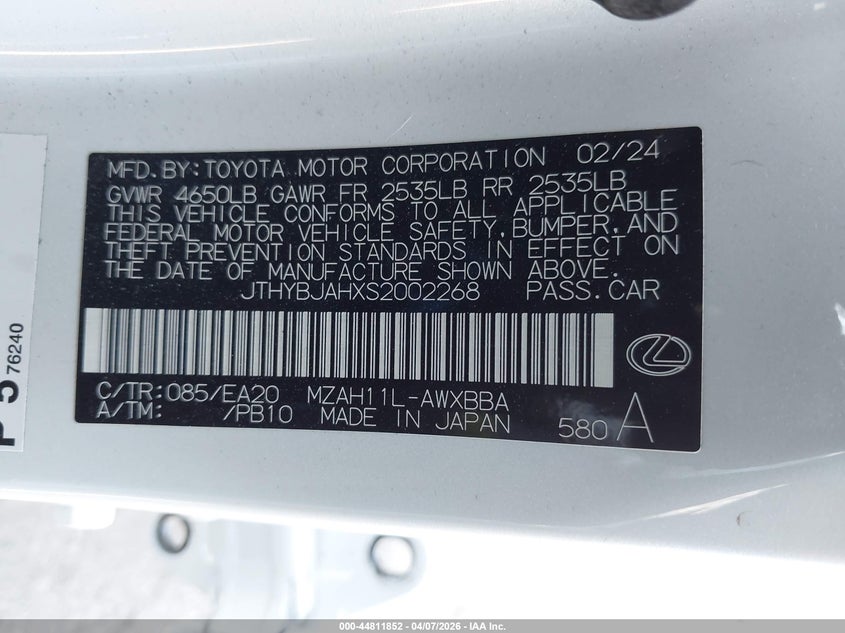 MFD.BY:TOYOTA MOTOR CORPORATION 02/24
GVWR 4650LB GAWR FR 2535LB RR 2535LB
THIS VEHICLE CONFORMS TO ALL APPLICABLE
FEDERAL MOTOR VEHICLE SAFETY,BUMPER,AND
THEFT PREVENTION STANDARDS IN EFFECT ON
THE DATE OF MANUFACTURE SHOWN ABOVE.
JTHYBJAHXS2002268 PASS.CAR
C/TR:085/EA20 MZAH11L-AWXBBA
A/TM: /PB10 MADE IN JAPAN 580A
P 5 76240
000-44811852 - 04/07/2026 - IAA Inc.